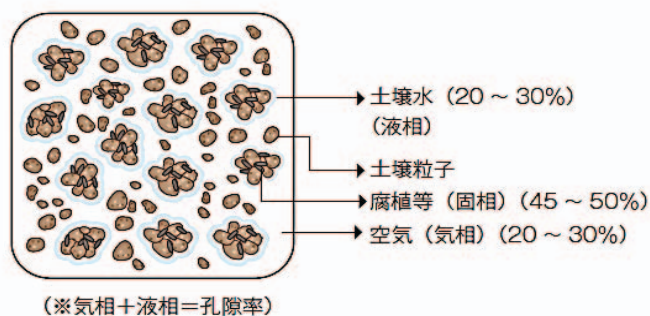 土壌水（20 ～ 30%）
（液相）
土壌粒子
腐植等（固相）（45 ～ 50%）
空気（気相）（20 ～ 30%）
（※気相＋液相＝孔隙率）